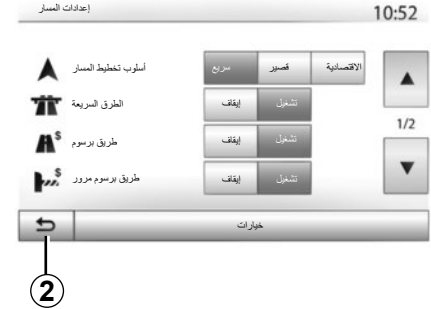 إعدادات المسار
10:52
أسلوب تخطيط المسار سريع قصير الاقتصادية
الطرق السريعة إيقاف تشغيل
1/2
طريق برسوم إيقاف تشغيل
طريق برسوم مرور إيقاف تشغيل
خيارات
2